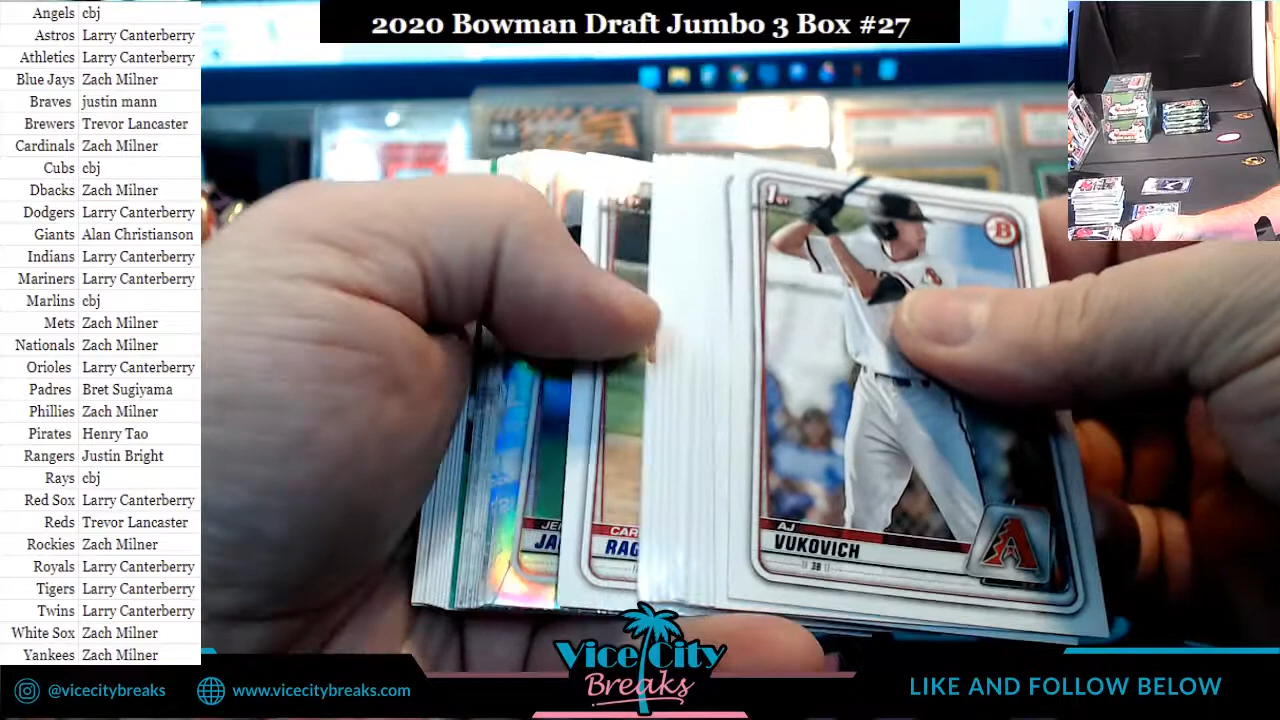 2020 Bowman Draft Jumbo 3 Box #27
Angels cbj
Astros Larry Canterberry
Athletics Larry Canterberry
Blue Jays Zach Milner
Braves justin mann
Brewers Trevor Lancaster
Cardinals Zach Milner
Cubs cbj
Dbacks Zach Milner
Dodgers Larry Canterberry
Giants Alan Christianson
Indians Larry Canterberry
Mariners Larry Canterberry
Marlins cbj
Mets Zach Milner
Nationals Zach Milner
Orioles Larry Canterberry
Padres Bret Sugiyama
Phillies Zach Milner
Pirates Henry Tao
Rangers Justin Bright
Rays cbj
Red Sox Larry Canterberry
Reds Trevor Lancaster
Rockies Zach Milner
Royals Larry Canterberry
Tigers Larry Canterberry
Twins Larry Canterberry
White Sox Zach Milner
Yankees Zach Milner
1st
B
AJ
VUKOVICH
3B
A
JE
JA
CAR
RAG
@vicecitybreaks
www.vicecitybreaks.com
Vice City
Breaks
LIKE AND FOLLOW BELOW